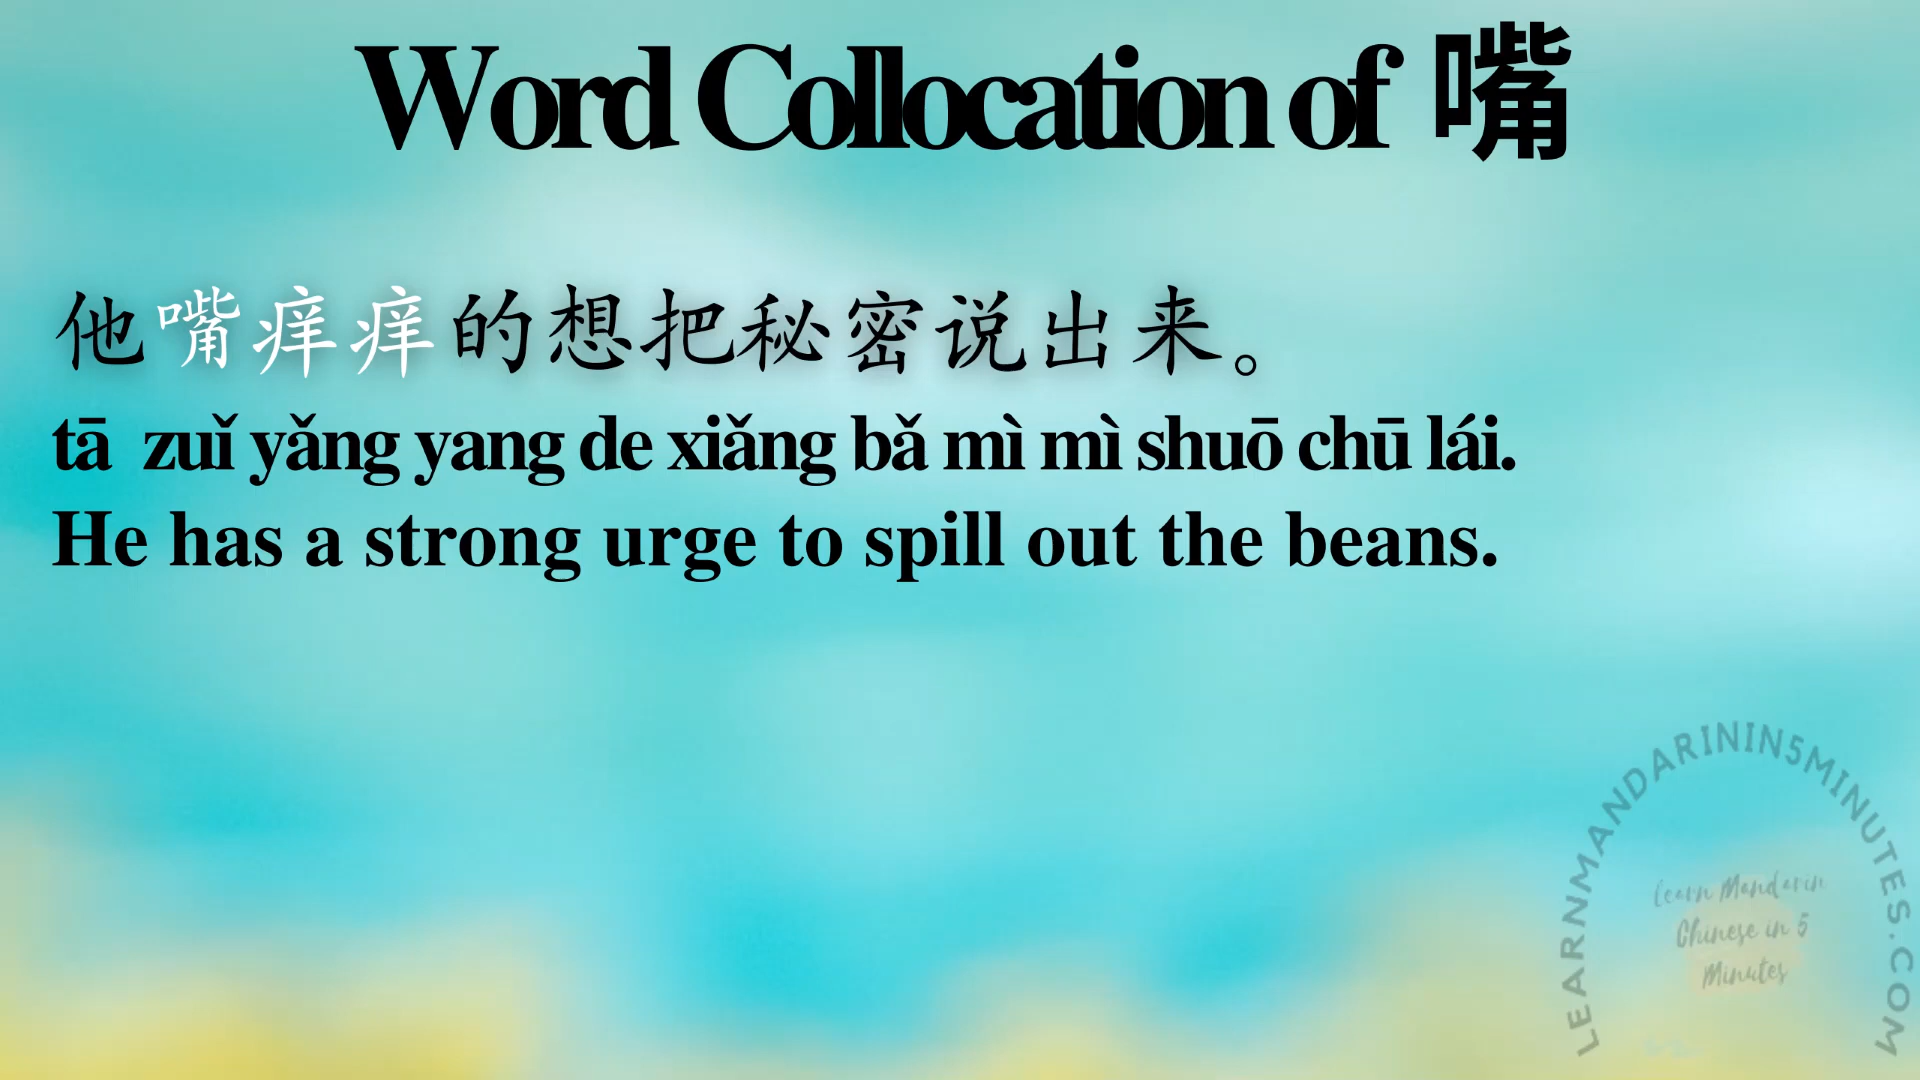 Word Collocation of 嘴
他嘴痒痒的想把秘密说出来。
tā zuǐ yǎng yang de xiǎng bǎ mì mì shuō chū lái.
He has a strong urge to spill out the beans.
LEARNMANDARININ5MINUTES.COM
Learn Mandarin
Chinese in 5
Minutes